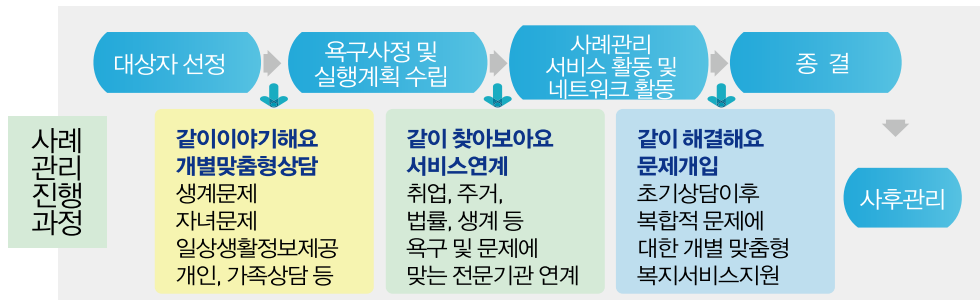 사례
관리
진행
과정
대상자 선정
욕구사정 및
실행계획 수립
사례관리
서비스 활동 및
네트워크 활동
종 결
사후관리
같이이야기해요
개별맞춤형상담
생계문제
자녀문제
일상생활정보제공
개인, 가족상담 등
같이 찾아보아요
서비스연계
취업, 주거,
법률, 생계 등
욕구 및 문제에
맞는 전문기관 연계
같이 해결해요
문제개입
초기상담이후
복합적 문제에
대한 개별 맞춤형
복지서비스지원